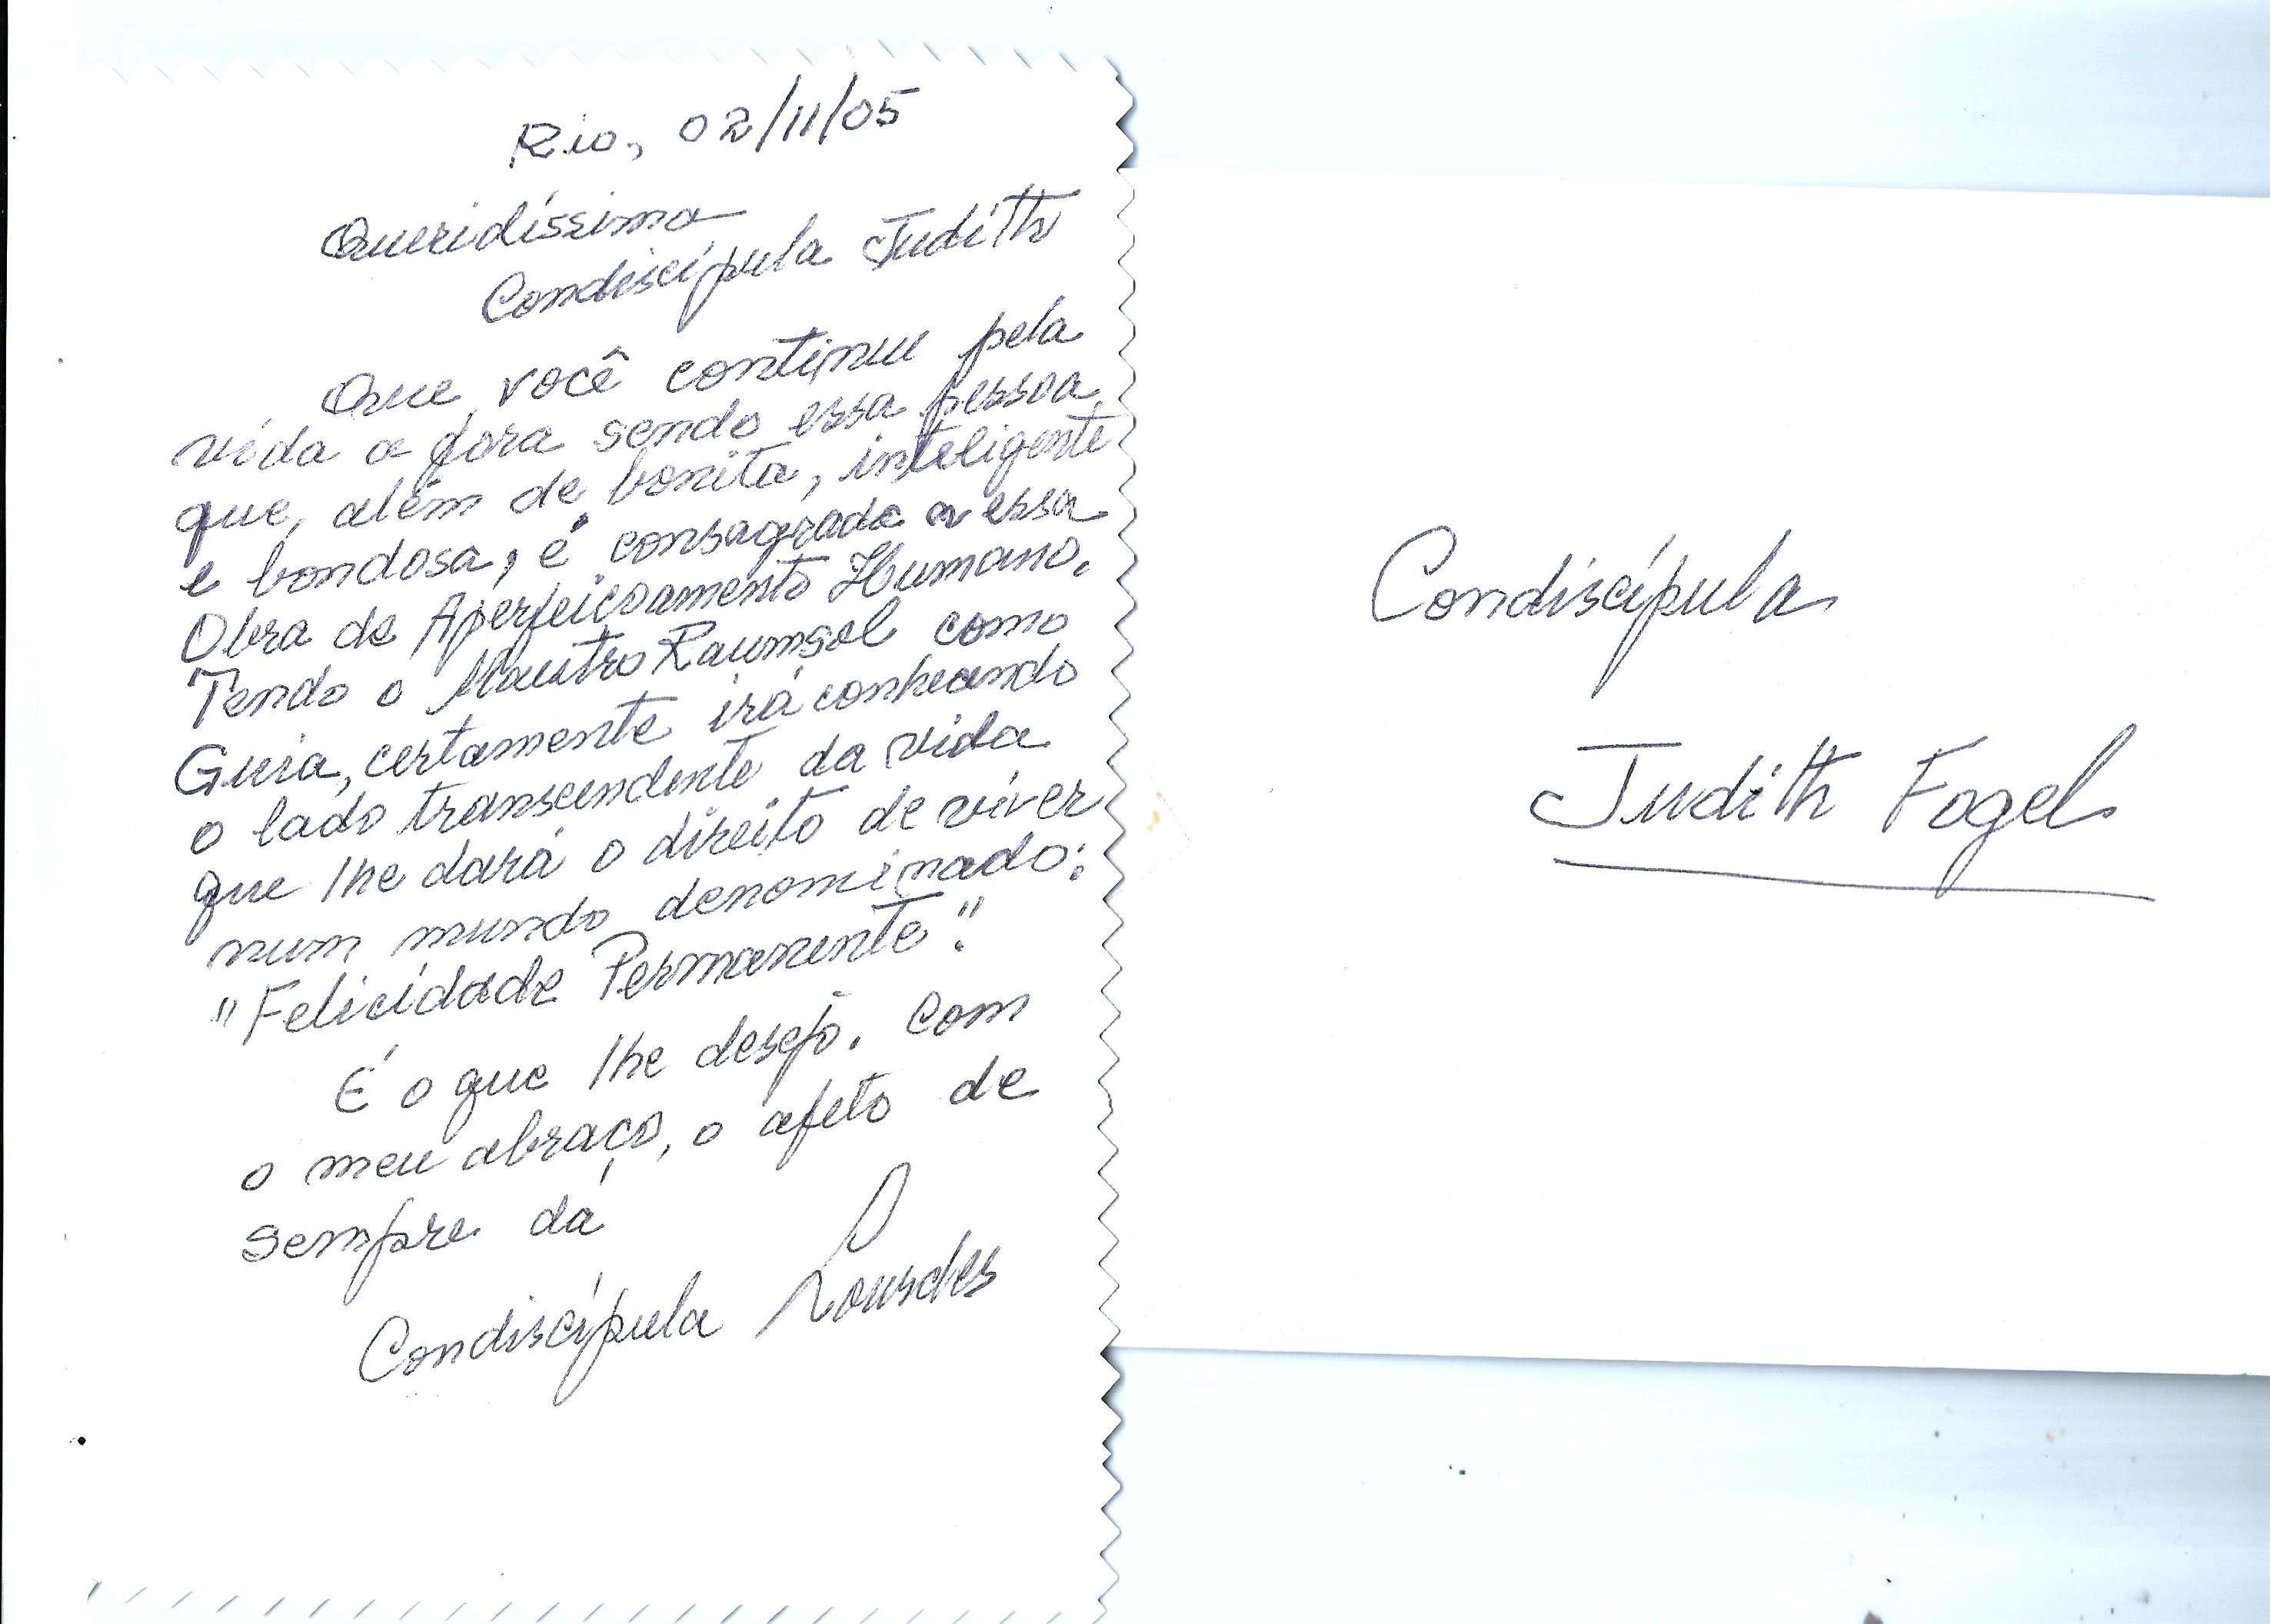 Rio, 02/11/05
Queridíssima
Condiscípula Judith
Que você continue pela
vida a fora sendo essa pessoa
que, além de bonita, inteligente
e bondosa, é consagrada a essa
Obra de Aperfeiçoamento Humano.
Tendo o Maestro Raumsol como
Guia, certamente irá conhecendo
o lado transcendente da vida
que lhe dará o direito de viver
num mundo denominado:
"Felicidade Permanente".
É o que lhe desejo. Com
o meu abraço, o afeto de
sempre da
Condiscípula Lourdes
Condiscípula
Judith Fogel